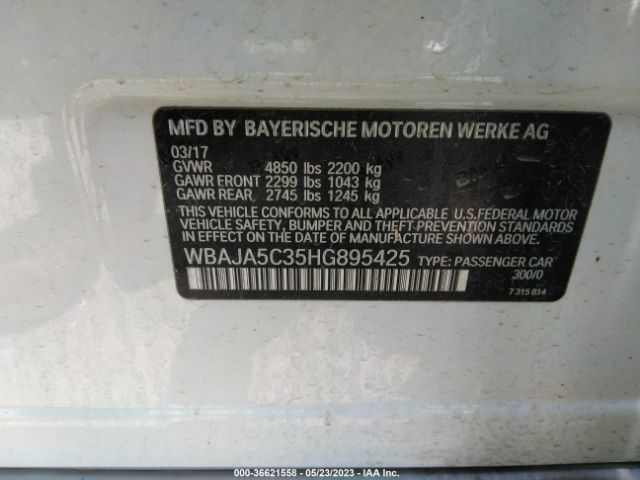 MFD BY BAYERISCHE MOTOREN WERKE AG
03/17
GVWR 4850 lbs 2200 kg
GAWR FRONT 2299 lbs 1043 kg
GAWR REAR 2745 lbs 1245 kg
THIS VEHICLE CONFORMS TO ALL APPLICABLE U.S.FEDERAL MOTOR
VEHICLE SAFETY, BUMPER AND THEFT PREVENTION STANDARDS
IN EFFECT ON THE DATE OF MANUFACTURE SHOWN ABOVE.
WBAJA5C35HG895425 TYPE: PASSENGER CAR
300/0
7 315 814
000-36621558 - 05/23/2023 - IAA Inc.